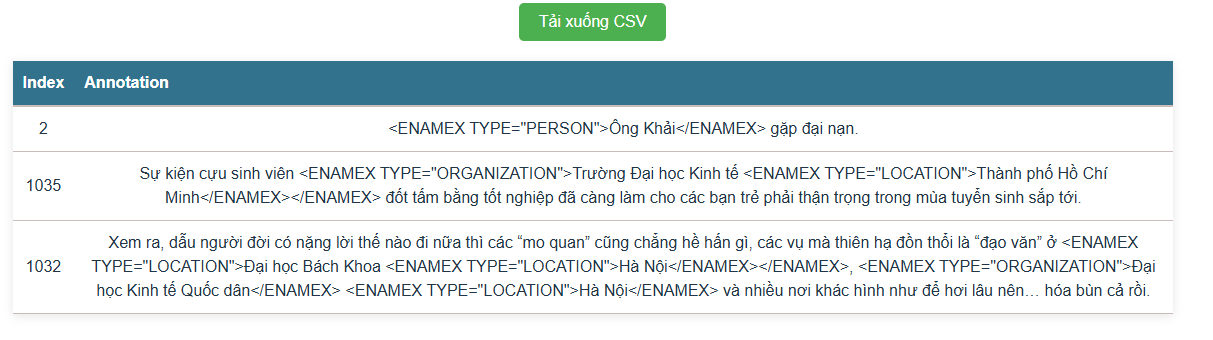 Tải xuống CSV
Index Annotation
2 <ENAMEX TYPE="PERSON">Ông Khải</ENAMEX> gặp đại nạn.
1035 Sự kiện cựu sinh viên <ENAMEX TYPE="ORGANIZATION">Trường Đại học Kinh tế <ENAMEX TYPE="LOCATION">Thành phố Hồ Chí
Minh</ENAMEX></ENAMEX> đốt tấm bằng tốt nghiệp đã càng làm cho các bạn trẻ phải thận trọng trong mùa tuyển sinh sắp tới.
Xem ra, dẫu người đời có nặng lời thế nào đi nữa thì các “mo quan” cũng chẳng hề hấn gì, các vụ mà thiên hạ đồn thổi là “đạo văn” ở <ENAMEX
1032 TYPE="LOCATION">Đại học Bách Khoa <ENAMEX TYPE="LOCATION">Hà Nội</ENAMEX></ENAMEX>, <ENAMEX TYPE="ORGANIZATION">Đại
học Kinh tế Quốc dân</ENAMEX> <ENAMEX TYPE="LOCATION">Hà Nội</ENAMEX> và nhiều nơi khác hình như để hơi lâu nên… hóa bùn cả rồi.